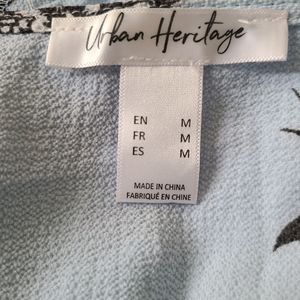 Urban Heritage
EN M
FR M
ES M
MADE IN CHINA
FABRIQUÉ EN CHINE